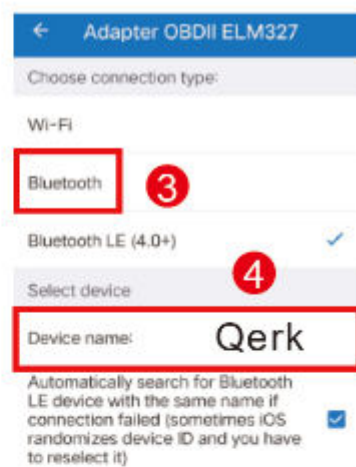 ← Adapter OBDII ELM327
Choose connection type:
Wi-Fi
Bluetooth 3
Bluetooth LE (4.0+)
4
Select device
Device name: Qerk
Automatically search for Bluetooth
LE device with the same name if
connection failed (sometimes iOS
randomizes device ID and you have
to reselect it)